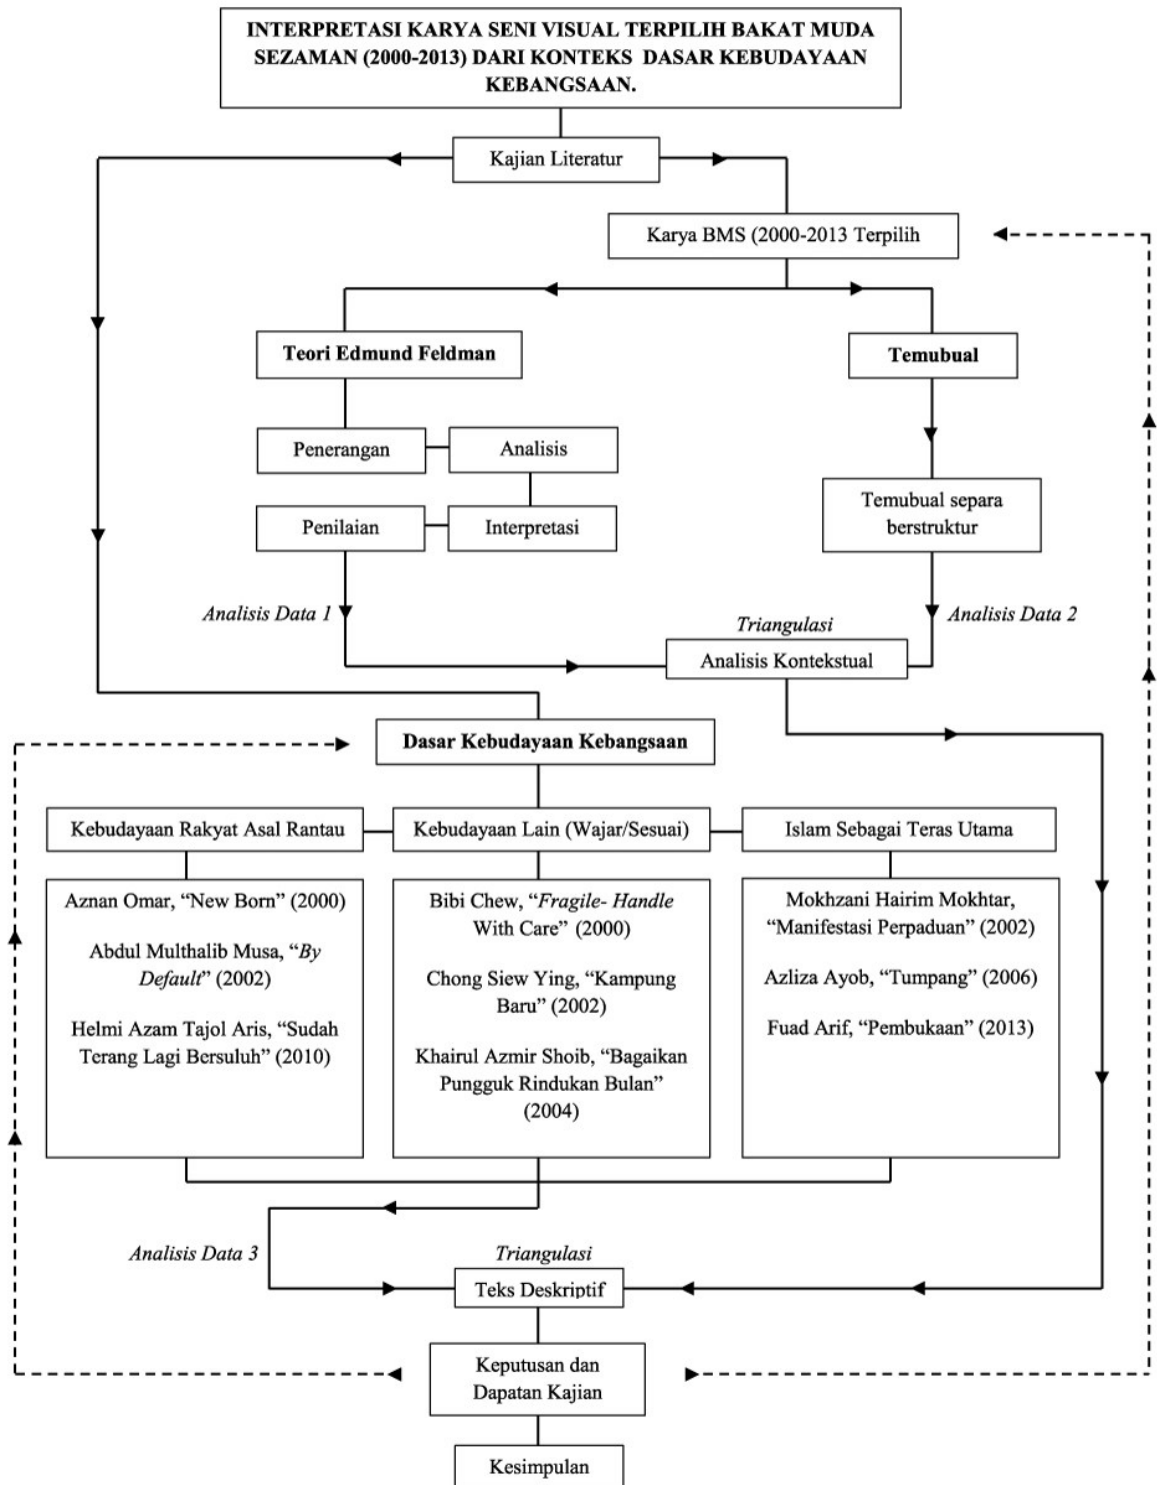 INTERPRETASI KARYA SENI VISUAL TERPILIH BAKAT MUDA
SEZAMAN (2000-2013) DARI KONTEKS DASAR KEBUDAYAAN
KEBANGSAAN.
Kajian Literatur
Karya BMS (2000-2013 Terpilih
Teori Edmund Feldman
Temubual
Penerangan
Analisis
Penilaian
Interpretasi
Temubual separa
berstruktur
Analisis Data 1
Triangulasi
Analisis Data 2
Analisis Kontekstual
Dasar Kebudayaan Kebangsaan
Kebudayaan Rakyat Asal Rantau
Kebudayaan Lain (Wajar/Sesuai)
Islam Sebagai Teras Utama
Aznan Omar, “New Born” (2000)
Abdul Multhalib Musa, “By
Default” (2002)
Helmi Azam Tajol Aris, “Sudah
Terang Lagi Bersuluh” (2010)
Bibi Chew, “Fragile- Handle
With Care” (2000)
Chong Siew Ying, “Kampung
Baru” (2002)
Khairul Azmir Shoib, “Bagaikan
Pungguk Rindukan Bulan”
(2004)
Mokhzani Hairim Mokhtar,
“Manifestasi Perpaduan” (2002)
Azliza Ayob, “Tumpang” (2006)
Fuad Arif, “Pembukaan” (2013)
Analisis Data 3
Triangulasi
Teks Deskriptif
Keputusan dan
Dapatan Kajian
Kesimpulan